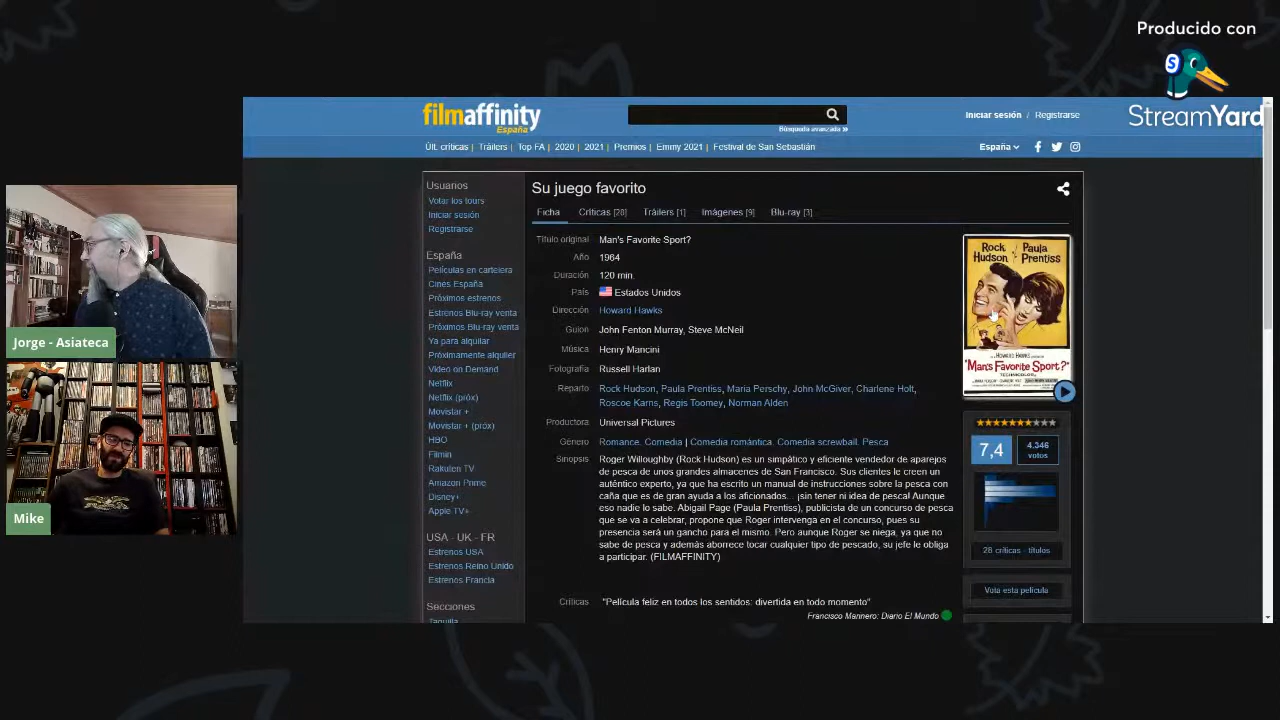 Producido con
S
StreamYard
filmaffinity
España
Búsqueda avanzada »
Iniciar sesión / Registrarse
Últ. críticas | Tráilers | Top FA | 2020 | 2021 | Premios | Emmy 2021 | Festival de San Sebastián
España
Usuarios
Votar los tours
Iniciar sesión
Registrarse
España
Películas en cartelera
Cines España
Próximos estrenos
Estrenos Blu-ray venta
Próximos Blu-ray venta
Ya para alquilar
Próximamente alquiler
Video on Demand
Netflix
Netflix (próx)
Movistar +
Movistar + (próx)
HBO
Filmin
Rakuten TV
Amazon Prime
Disney+
Apple TV+
USA - UK - FR
Estrenos USA
Estrenos Reino Unido
Estrenos Francia
Secciones
Taquilla
Su juego favorito
Ficha Críticas [28] Tráilers [1] Imágenes [9] Blu-ray [3]
Título original Man's Favorite Sport?
Año 1964
Duración 120 min.
País Estados Unidos
Dirección Howard Hawks
Guion John Fenton Murray, Steve McNeil
Música Henry Mancini
Fotografía Russell Harlan
Reparto Rock Hudson, Paula Prentiss, Maria Perschy, John McGiver, Charlene Holt,
Roscoe Karns, Regis Toomey, Norman Alden
Productora Universal Pictures
Género Romance. Comedia | Comedia romántica. Comedia screwball. Pesca
Sinopsis Roger Willoughby (Rock Hudson) es un simpático y eficiente vendedor de aparejos
de pesca de unos grandes almacenes de San Francisco. Sus clientes le creen un
auténtico experto, ya que ha escrito un manual de instrucciones sobre la pesca con
caña que es de gran ayuda a los aficionados... ¡sin tener ni idea de pesca! Aunque
eso nadie lo sabe. Abigail Page (Paula Prentiss), publicista de un concurso de pesca
que se va a celebrar, propone que Roger intervenga en el concurso, pues su
presencia será un gancho para el mismo. Pero aunque Roger se niega, ya que no
sabe de pesca y además aborrece tocar cualquier tipo de pescado, su jefe le obliga
a participar. (FILMAFFINITY)
Críticas "Película feliz en todos los sentidos: divertida en todo momento"
Francisco Marinero: Diario El Mundo
Rock Hudson Paula Prentiss
HOWARD HAWKS
"Man's Favorite Sport?"
TECHNICOLOR
7,4
4.346
votos
28 críticas - títulos
Vota esta película
Jorge - Asiateca
Mike